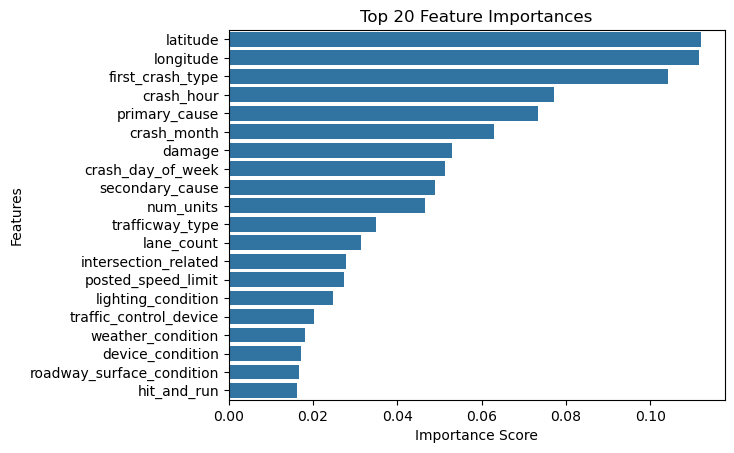 Top 20 Feature Importances
Features
latitude
longitude
first_crash_type
crash_hour
primary_cause
crash_month
damage
crash_day_of_week
secondary_cause
num_units
trafficway_type
lane_count
intersection_related
posted_speed_limit
lighting_condition
traffic_control_device
weather_condition
device_condition
roadway_surface_condition
hit_and_run
0.00 0.02 0.04 0.06 0.08 0.10
Importance Score